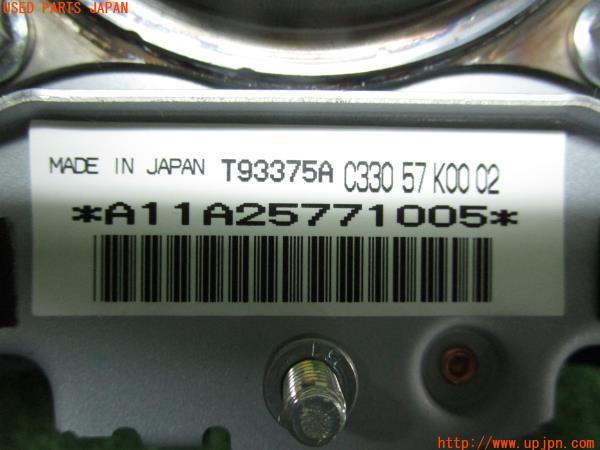 USED PARTS JAPAN
MADE IN JAPAN T93375A C330 57 K00 02
*A11A25771005*
http://www.upjpn.com/